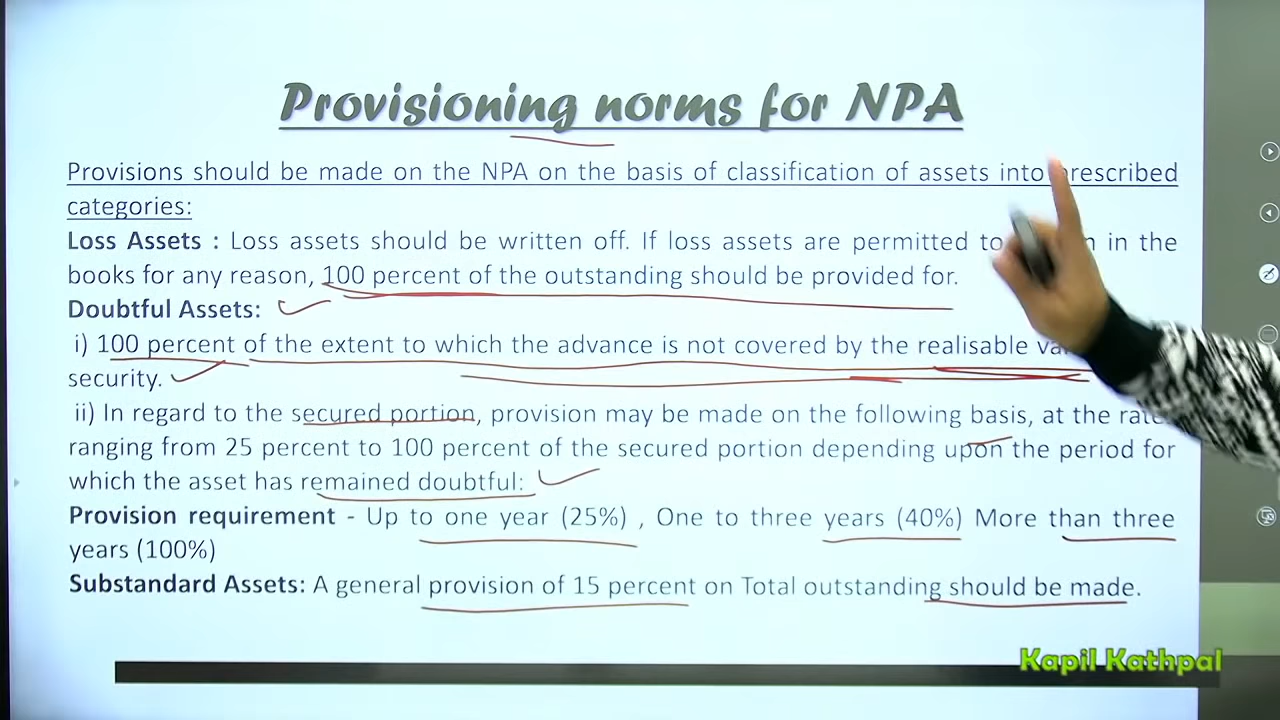 Provisioning norms for NPA
Provisions should be made on the NPA on the basis of classification of assets into prescribed
categories:
Loss Assets : Loss assets should be written off. If loss assets are permitted to in the
books for any reason, 100 percent of the outstanding should be provided for.
Doubtful Assets:
i) 100 percent of the extent to which the advance is not covered by the realisable
security.
ii) In regard to the secured portion, provision may be made on the following basis, at the
ranging from 25 percent to 100 percent of the secured portion depending upon the period for
which the asset has remained doubtful:
Provision requirement - Up to one year (25%) , One to three years (40%) More than three
years (100%)
Substandard Assets: A general provision of 15 percent on Total outstanding should be made.
Kapil Kathpal